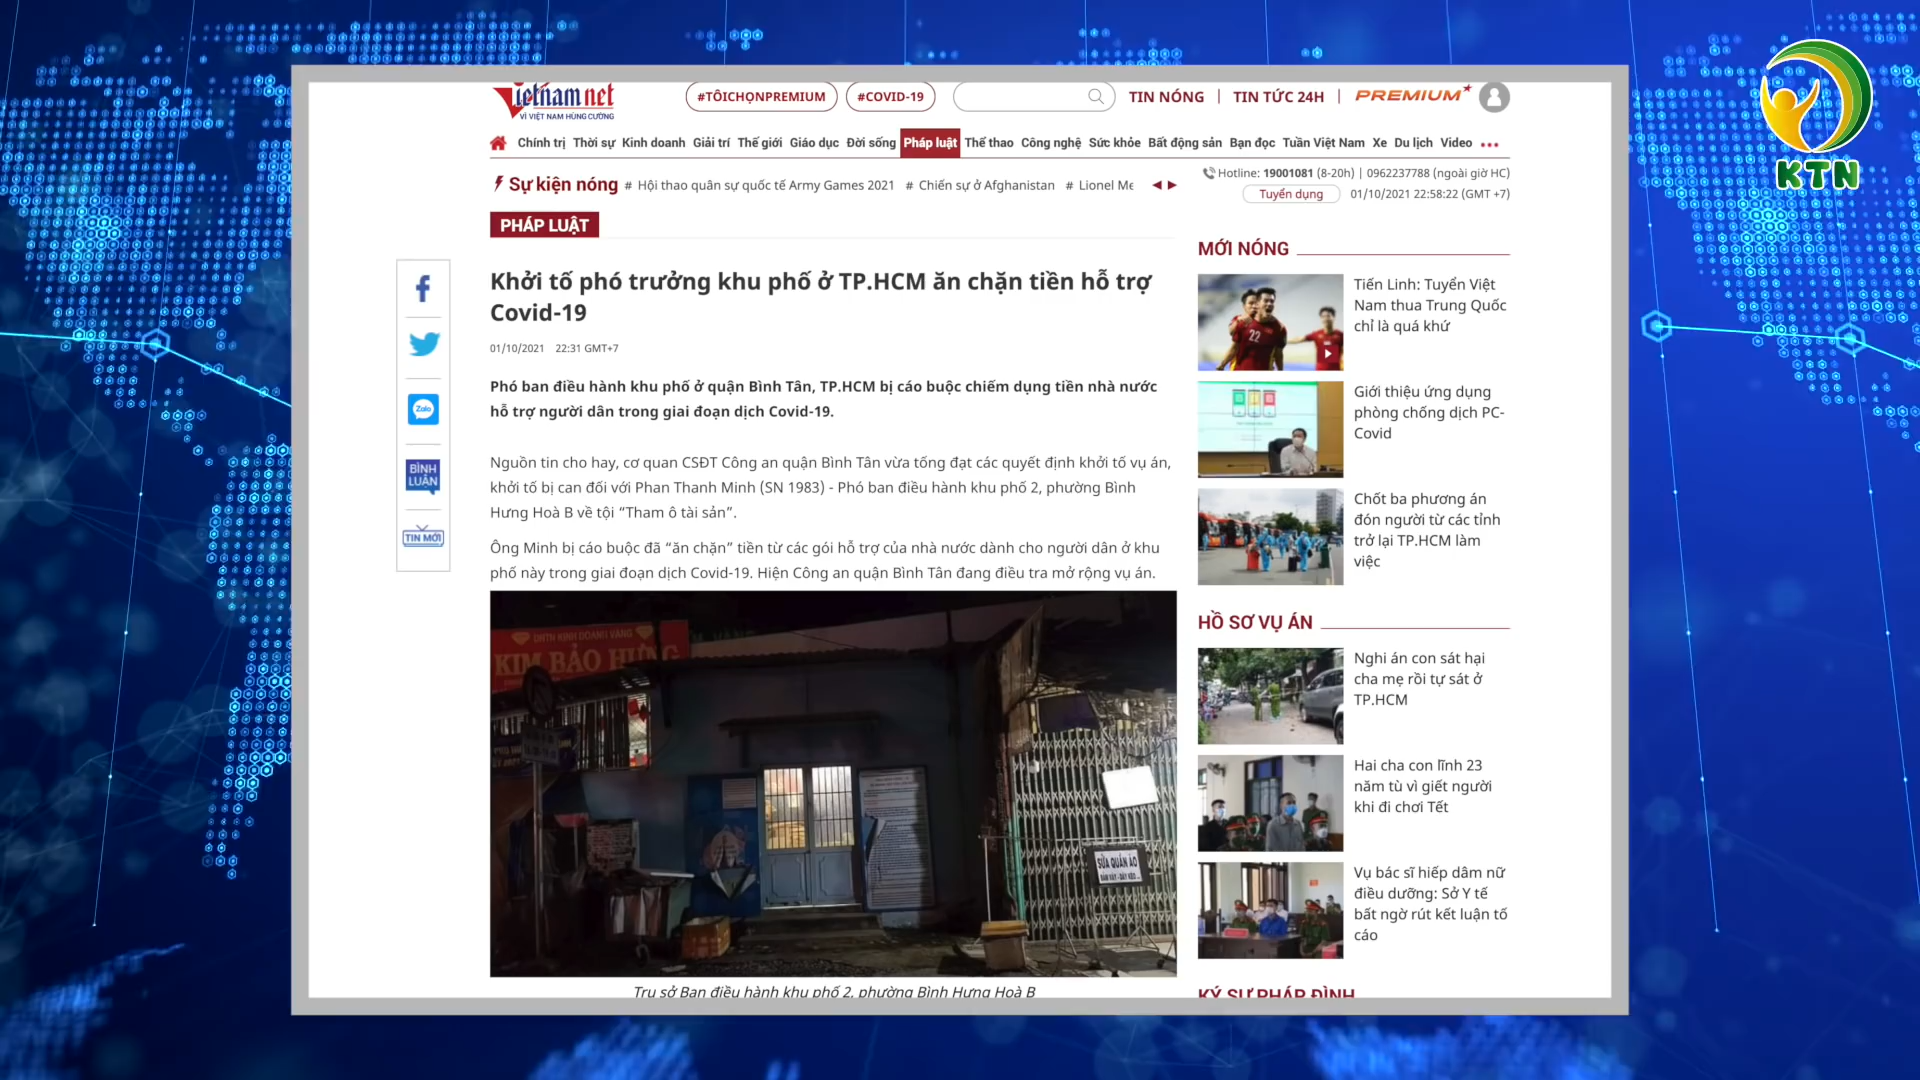 Vietnamnet
VÌ VIỆT NAM HÙNG CƯỜNG
#TÔICHỌNPREMIUM
#COVID-19
TIN NÓNG | TIN TỨC 24H | PREMIUM
KTN
Chính trị Thời sự Kinh doanh Giải trí Thế giới Giáo dục Đời sống Pháp luật Thể thao Công nghệ Sức khỏe Bất động sản Bạn đọc Tuần Việt Nam Xe Du lịch Video
Sự kiện nóng # Hội thao quân sự quốc tế Army Games 2021 # Chiến sự ở Afghanistan # Lionel Me
Hotline: 19001081 (8-20h) | 0962237788 (ngoài giờ HC)
Tuyển dụng 01/10/2021 22:58:22 (GMT +7)
PHÁP LUẬT
Khởi tố phó trưởng khu phố ở TP.HCM ăn chặn tiền hỗ trợ
Covid-19
01/10/2021 22:31 GMT+7
Phó ban điều hành khu phố ở quận Bình Tân, TP.HCM bị cáo buộc chiếm dụng tiền nhà nước
hỗ trợ người dân trong giai đoạn dịch Covid-19.
Nguồn tin cho hay, cơ quan CSĐT Công an quận Bình Tân vừa tống đạt các quyết định khởi tố vụ án,
khởi tố bị can đối với Phan Thanh Minh (SN 1983) - Phó ban điều hành khu phố 2, phường Bình
Hưng Hoà B về tội “Tham ô tài sản”.
Ông Minh bị cáo buộc đã “ăn chặn” tiền từ các gói hỗ trợ của nhà nước dành cho người dân ở khu
phố này trong giai đoạn dịch Covid-19. Hiện Công an quận Bình Tân đang điều tra mở rộng vụ án.
Zalo
BÌNH
LUẬN
TIN MỚI
DNTN KINH DOANH VÀNG
KIM BẢO HƯNG
SỬA QUẦN ÁO
Trụ sở Ban điều hành khu phố 2, phường Bình Hưng Hoà B
MỚI NÓNG
Tiến Linh: Tuyển Việt
Nam thua Trung Quốc
chỉ là quá khứ
22
Giới thiệu ứng dụng
phòng chống dịch PC-
Covid
Chốt ba phương án
đón người từ các tỉnh
trở lại TP.HCM làm
việc
HỒ SƠ VỤ ÁN
Nghi án con sát hại
cha mẹ rồi tự sát ở
TP.HCM
Hai cha con lĩnh 23
năm tù vì giết người
khi đi chơi Tết
Vụ bác sĩ hiếp dâm nữ
điều dưỡng: Sở Y tế
bất ngờ rút kết luận tố
cáo
KÝ SỰ PHÁP ĐÌNH